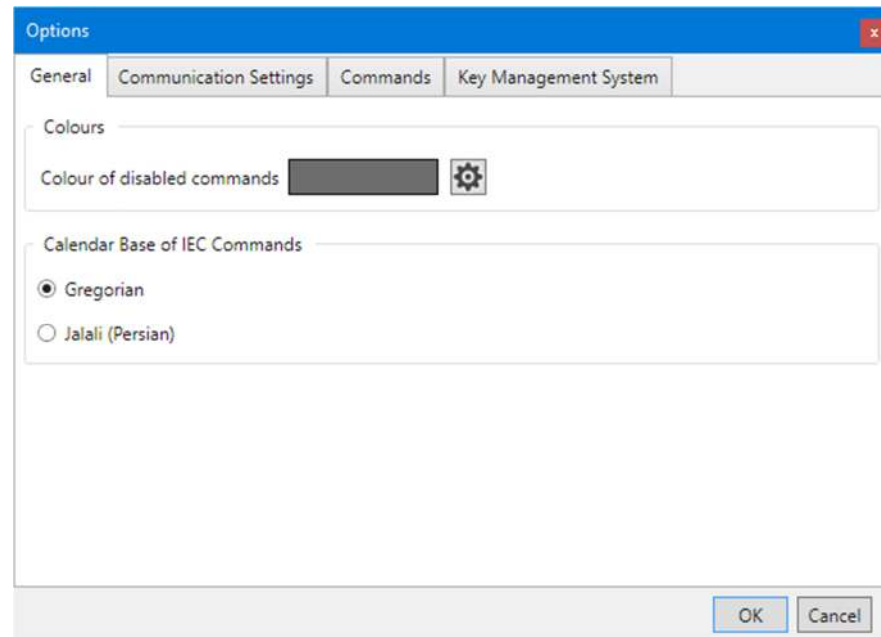 Options
x
General Communication Settings Commands Key Management System
Colours
Colour of disabled commands
Calendar Base of IEC Commands
Gregorian
Jalali (Persian)
OK Cancel